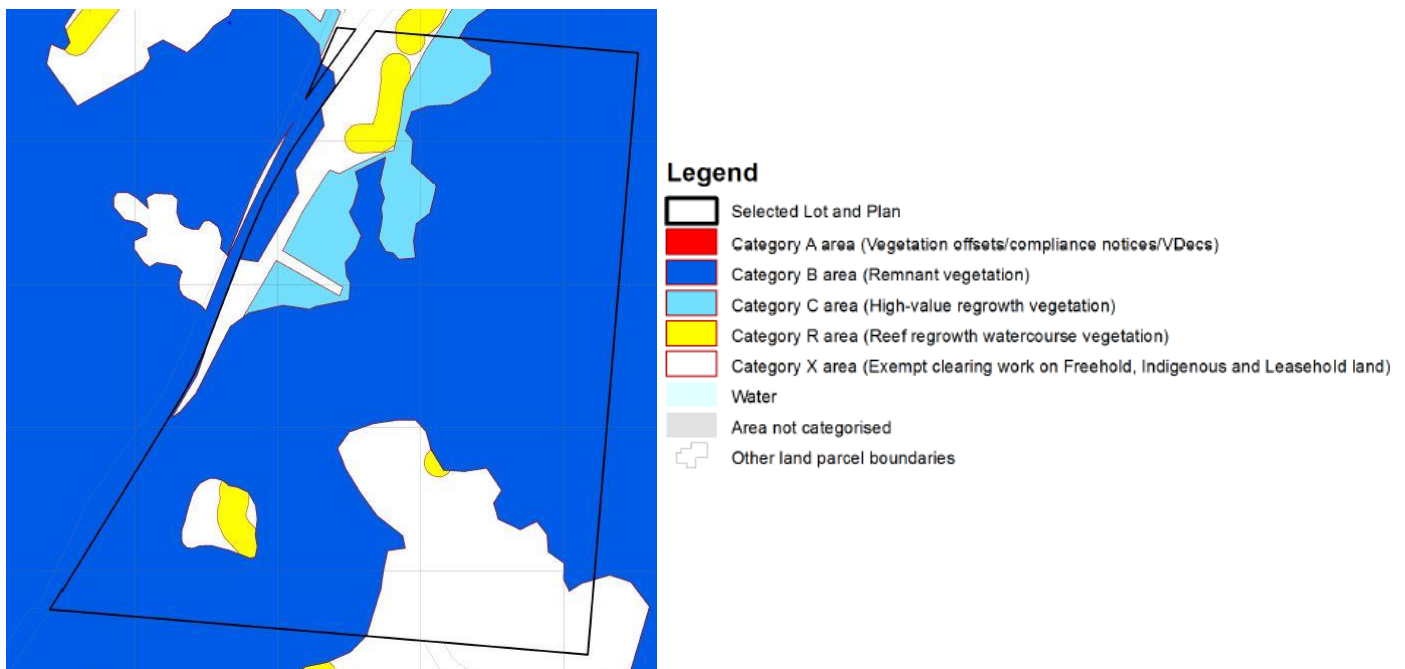 Legend
Selected Lot and Plan
Category A area (Vegetation offsets/compliance notices/VDecs)
Category B area (Remnant vegetation)
Category C area (High-value regrowth vegetation)
Category R area (Reef regrowth watercourse vegetation)
Category X area (Exempt clearing work on Freehold, Indigenous and Leasehold land)
Water
Area not categorised
Other land parcel boundaries